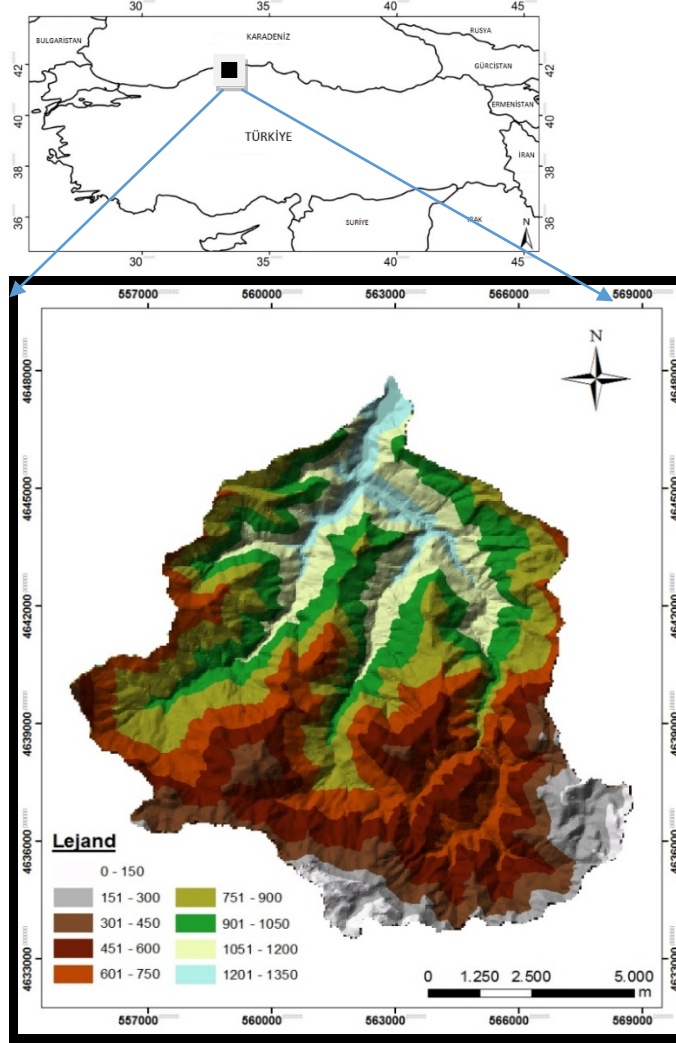 30 35 40 45
BULGARİSTAN
KARADENİZ
RUSYA
GÜRCİSTAN
ERMENİSTAN
TÜRKİYE
İRAN
SURİYE
IRAK
N
42 42
40 40
38 38
36 36
30 35 40 45
557000 560000 563000 566000 569000
N
4648000 4648000
4645000 4645000
4642000 4642000
4639000 4639000
4636000 4636000
4633000 4633000
Lejand
0 - 150
151 - 300
301 - 450
451 - 600
601 - 750
751 - 900
901 - 1050
1051 - 1200
1201 - 1350
0 1.250 2.500 5.000
m
557000 560000 563000 566000 569000